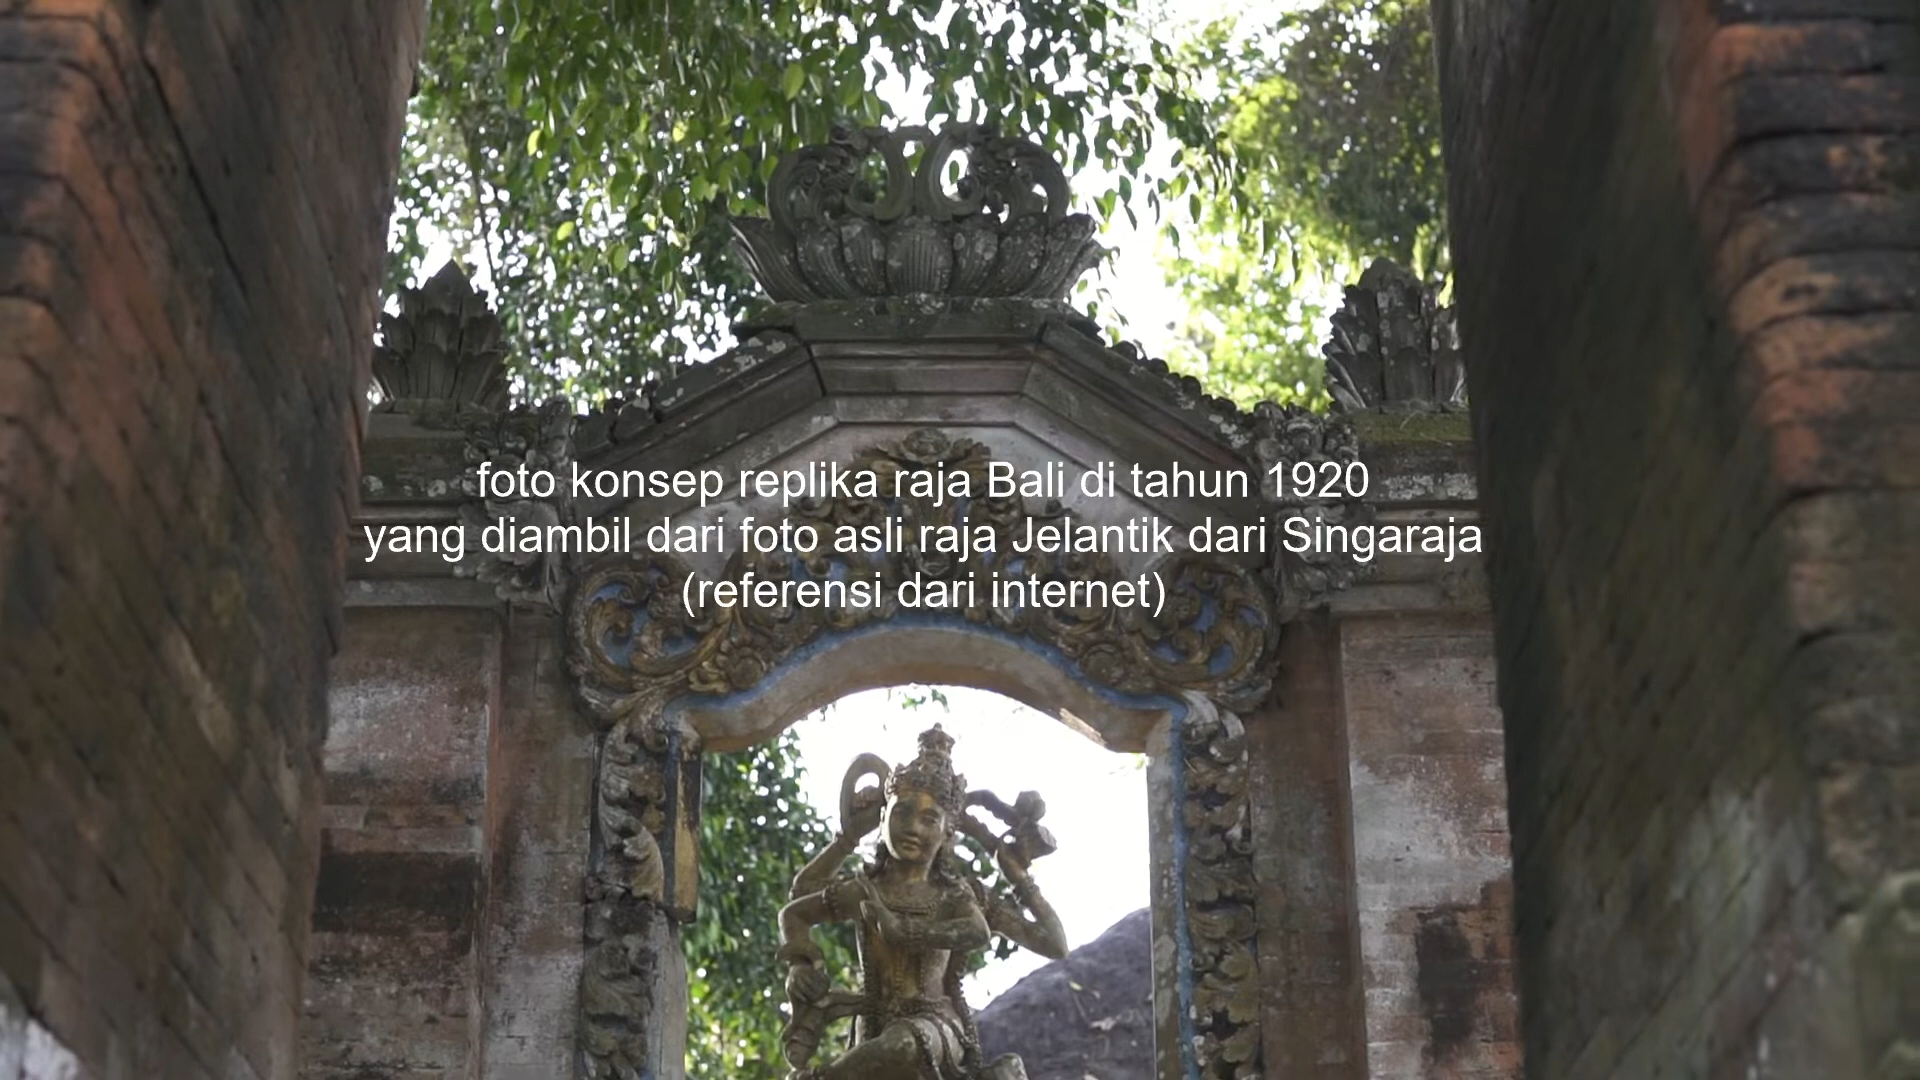 foto konsep replika raja Bali di tahun 1920
yang diambil dari foto asli raja Jelantik dari Singaraja
(referensi dari internet)